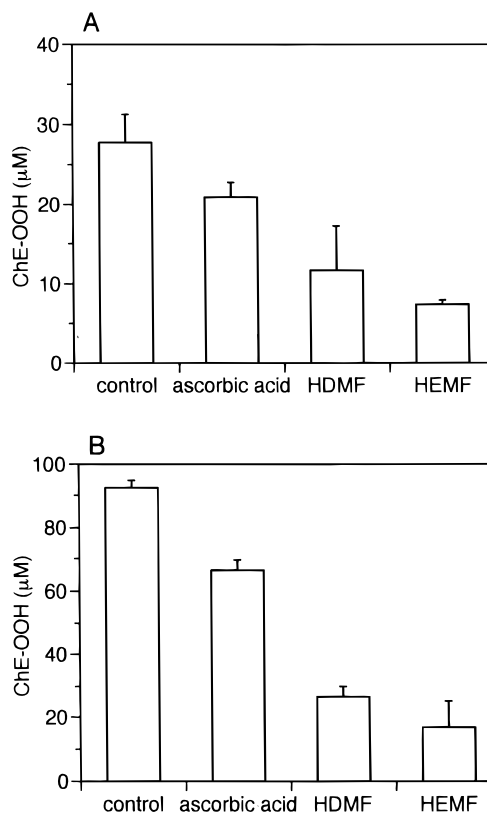 A
40
30
20
10
0
ChE-OOH (μM)
control ascorbic acid HDMF HEMF
B
100
80
60
40
20
0
ChE-OOH (μM)
control ascorbic acid HDMF HEMF